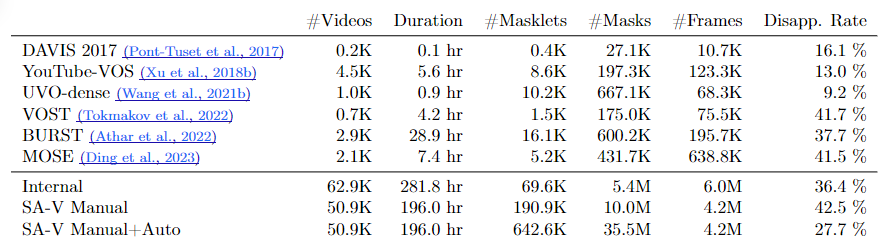 #Videos Duration #Masklets #Masks #Frames Disapp. Rate
DAVIS 2017 (Pont-Tuset et al., 2017) 0.2K 0.1 hr 0.4K 27.1K 10.7K 16.1 %
YouTube-VOS (Xu et al., 2018b) 4.5K 5.6 hr 8.6K 197.3K 123.3K 13.0 %
UVO-dense (Wang et al., 2021b) 1.0K 0.9 hr 10.2K 667.1K 68.3K 9.2 %
VOST (Tokmakov et al., 2022) 0.7K 4.2 hr 1.5K 175.0K 75.5K 41.7 %
BURST (Athar et al., 2022) 2.9K 28.9 hr 16.1K 600.2K 195.7K 37.7 %
MOSE (Ding et al., 2023) 2.1K 7.4 hr 5.2K 431.7K 638.8K 41.5 %
Internal 62.9K 281.8 hr 69.6K 5.4M 6.0M 36.4 %
SA-V Manual 50.9K 196.0 hr 190.9K 10.0M 4.2M 42.5 %
SA-V Manual+Auto 50.9K 196.0 hr 642.6K 35.5M 4.2M 27.7 %